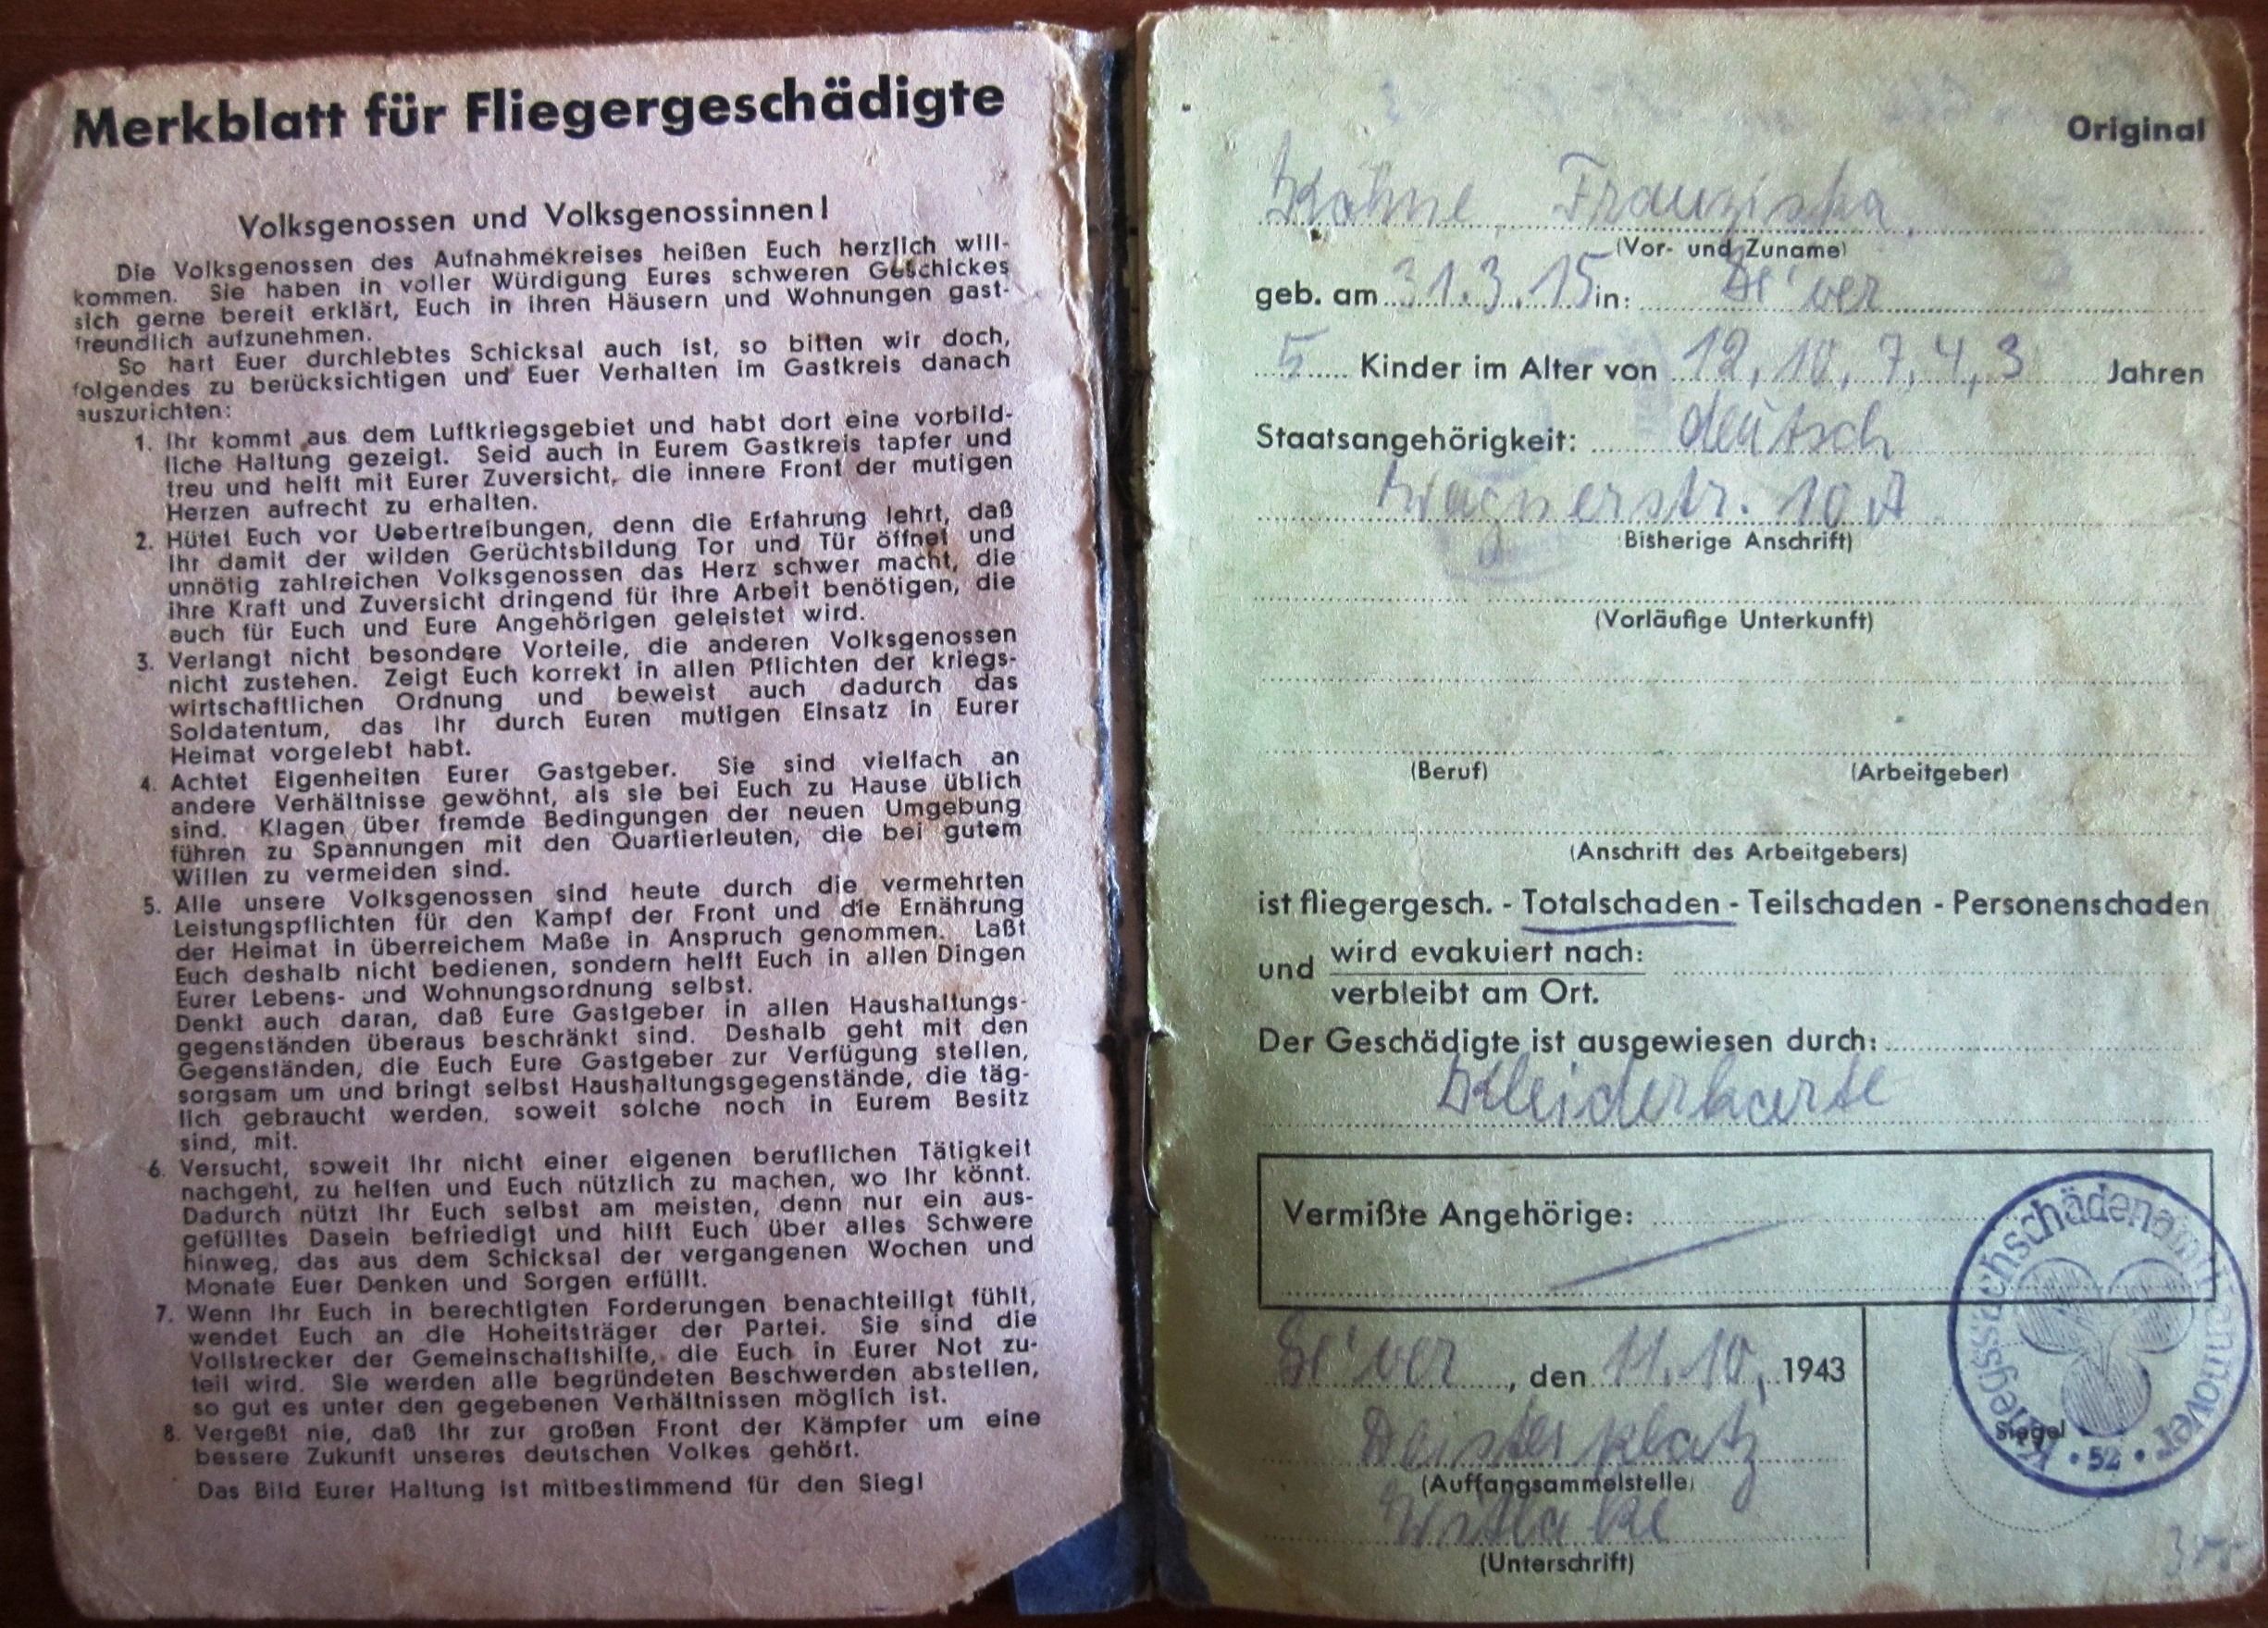 Merkblatt für Fliegergeschädigte
Volksgenossen und Volksgenossinnen!
Die Volksgenossen des Aufnahmekreises heißen Euch herzlich will-
kommen. Sie haben in voller Würdigung Eures schweren Geschickes
sich gerne bereit erklärt, Euch in ihren Häusern und Wohnungen gast-
freundlich aufzunehmen.
So hart Euer durchlebtes Schicksal auch ist, so bitten wir doch,
folgendes zu berücksichtigen und Euer Verhalten im Gastkreis danach
auszurichten:
1. Ihr kommt aus dem Luftkriegsgebiet und habt dort eine vorbild-
liche Haltung gezeigt. Seid auch in Eurem Gastkreis tapfer und
treu und helft mit Eurer Zuversicht, die innere Front der mutigen
Herzen aufrecht zu erhalten.
2. Hütet Euch vor Uebertreibungen, denn die Erfahrung lehrt, daß
Ihr damit der wilden Gerüchtsbildung Tor und Tür öffnet und
unnötig zahlreichen Volksgenossen das Herz schwer macht, die
ihre Kraft und Zuversicht dringend für ihre Arbeit benötigen, die
auch für Euch und Eure Angehörigen geleistet wird.
3. Verlangt nicht besondere Vorteile, die anderen Volksgenossen
nicht zustehen. Zeigt Euch korrekt in allen Pflichten der kriegs-
wirtschaftlichen Ordnung und beweist auch dadurch das
Soldatentum, das Ihr durch Euren mutigen Einsatz in Eurer
Heimat vorgelebt habt.
4. Achtet Eigenheiten Eurer Gastgeber. Sie sind vielfach an
andere Verhältnisse gewöhnt, als sie bei Euch zu Hause üblich
sind. Klagen über fremde Bedingungen der neuen Umgebung
führen zu Spannungen mit den Quartierleuten, die bei gutem
Willen zu vermeiden sind.
5. Alle unsere Volksgenossen sind heute durch die vermehrten
Leistungspflichten für den Kampf der Front und die Ernährung
der Heimat in überreichem Maße in Anspruch genommen. Laßt
Euch deshalb nicht bedienen, sondern helft Euch in allen Dingen
Eurer Lebens- und Wohnungsordnung selbst.
Denkt auch daran, daß Eure Gastgeber in allen Haushaltungs-
gegenständen überaus beschränkt sind. Deshalb geht mit den
Gegenständen, die Euch Eure Gastgeber zur Verfügung stellen,
sorgsam um und bringt selbst Haushaltungsgegenstände, die täg-
lich gebraucht werden, soweit solche noch in Eurem Besitz
sind, mit.
6. Versucht, soweit Ihr nicht einer eigenen beruflichen Tätigkeit
nachgeht, zu helfen und Euch nützlich zu machen, wo Ihr könnt.
Dadurch nützt Ihr Euch selbst am meisten, denn nur ein aus-
gefülltes Dasein befriedigt und hilft Euch über alles Schwere
hinweg, das aus dem Schicksal der vergangenen Wochen und
Monate Euer Denken und Sorgen erfüllt.
7. Wenn Ihr Euch in berechtigten Forderungen benachteiligt fühlt,
wendet Euch an die Hoheitsträger der Partei. Sie sind die
Vollstrecker der Gemeinschaftshilfe, die Euch in Eurer Not zu-
teil wird. Sie werden alle begründeten Beschwerden abstellen,
so gut es unter den gegebenen Verhältnissen möglich ist.
8. Vergeßt nie, daß Ihr zur großen Front der Kämpfer um eine
bessere Zukunft unseres deutschen Volkes gehört.
Das Bild Eurer Haltung ist mitbestimmend für den Sieg!
Original
Köhne Franziska
(Vor- und Zuname)
geb. am 31.3.15 in:
5 Kinder im Alter von 12, 10, 7, 4, 3 Jahren
Staatsangehörigkeit: deutsch
Wagnerstr. 10 A
(Bisherige Anschrift)
(Vorläufige Unterkunft)
(Beruf) (Arbeitgeber)
(Anschrift des Arbeitgebers)
ist fliegergesch. - Totalschaden - Teilschaden - Personenschaden
und wird evakuiert nach:
verbleibt am Ort.
Der Geschädigte ist ausgewiesen durch:
Kleiderkarte
Vermißte Angehörige:
, den 11.10. 1943
Deisterplatz
(Auffangsammelstelle)
(Unterschrift)
Siegel
Kriegssachschädenamt Hannover
52